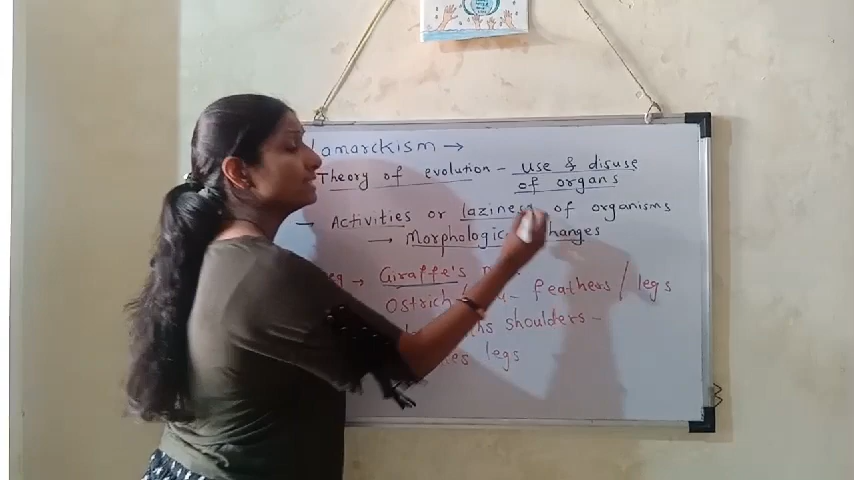 Lamarckism →
Theory of evolution - Use & disuse
of organs
- Activities or laziness of organisms
→ Morphologic changes
eg → Giraffe's
Ostrich feathers / legs
shoulders -
legs